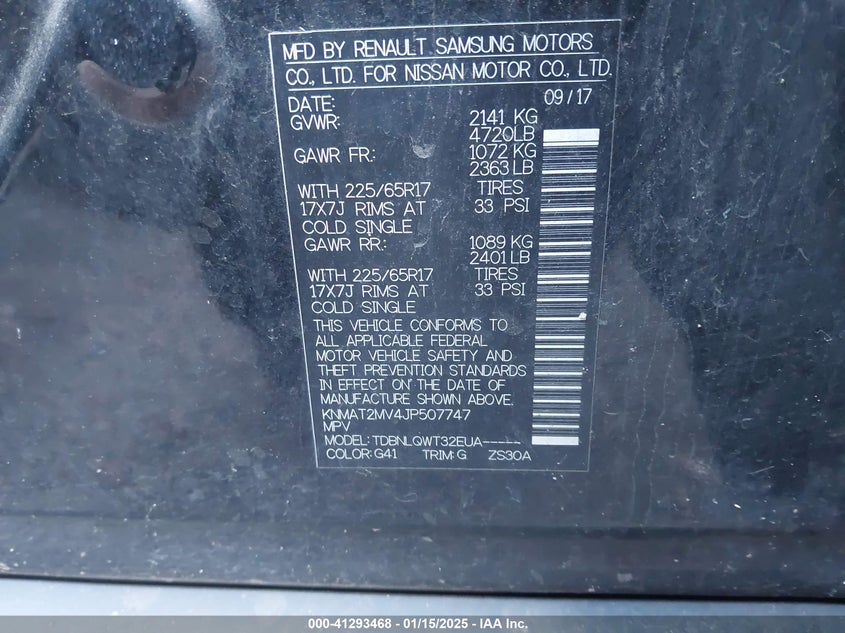 MFD BY RENAULT SAMSUNG MOTORS
CO., LTD. FOR NISSAN MOTOR CO., LTD.
DATE: 09/17
GVWR: 2141 KG
4720LB
GAWR FR.: 1072 KG
2363LB
WITH 225/65R17 TIRES
17X7J RIMS AT 33 PSI
COLD SINGLE
GAWR RR.: 1089 KG
2401LB
WITH 225/65R17 TIRES
17X7J RIMS AT 33 PSI
COLD SINGLE
THIS VEHICLE CONFORMS TO
ALL APPLICABLE FEDERAL
MOTOR VEHICLE SAFETY AND
THEFT PREVENTION STANDARDS
IN EFFECT ON THE DATE OF
MANUFACTURE SHOWN ABOVE.
KNMAT2MV4JP507747
MPV
MODEL: TDBNLQWT32EUA-----
COLOR: G41 TRIM: G ZS30A
000-41293468 - 01/15/2025 - IAA Inc.